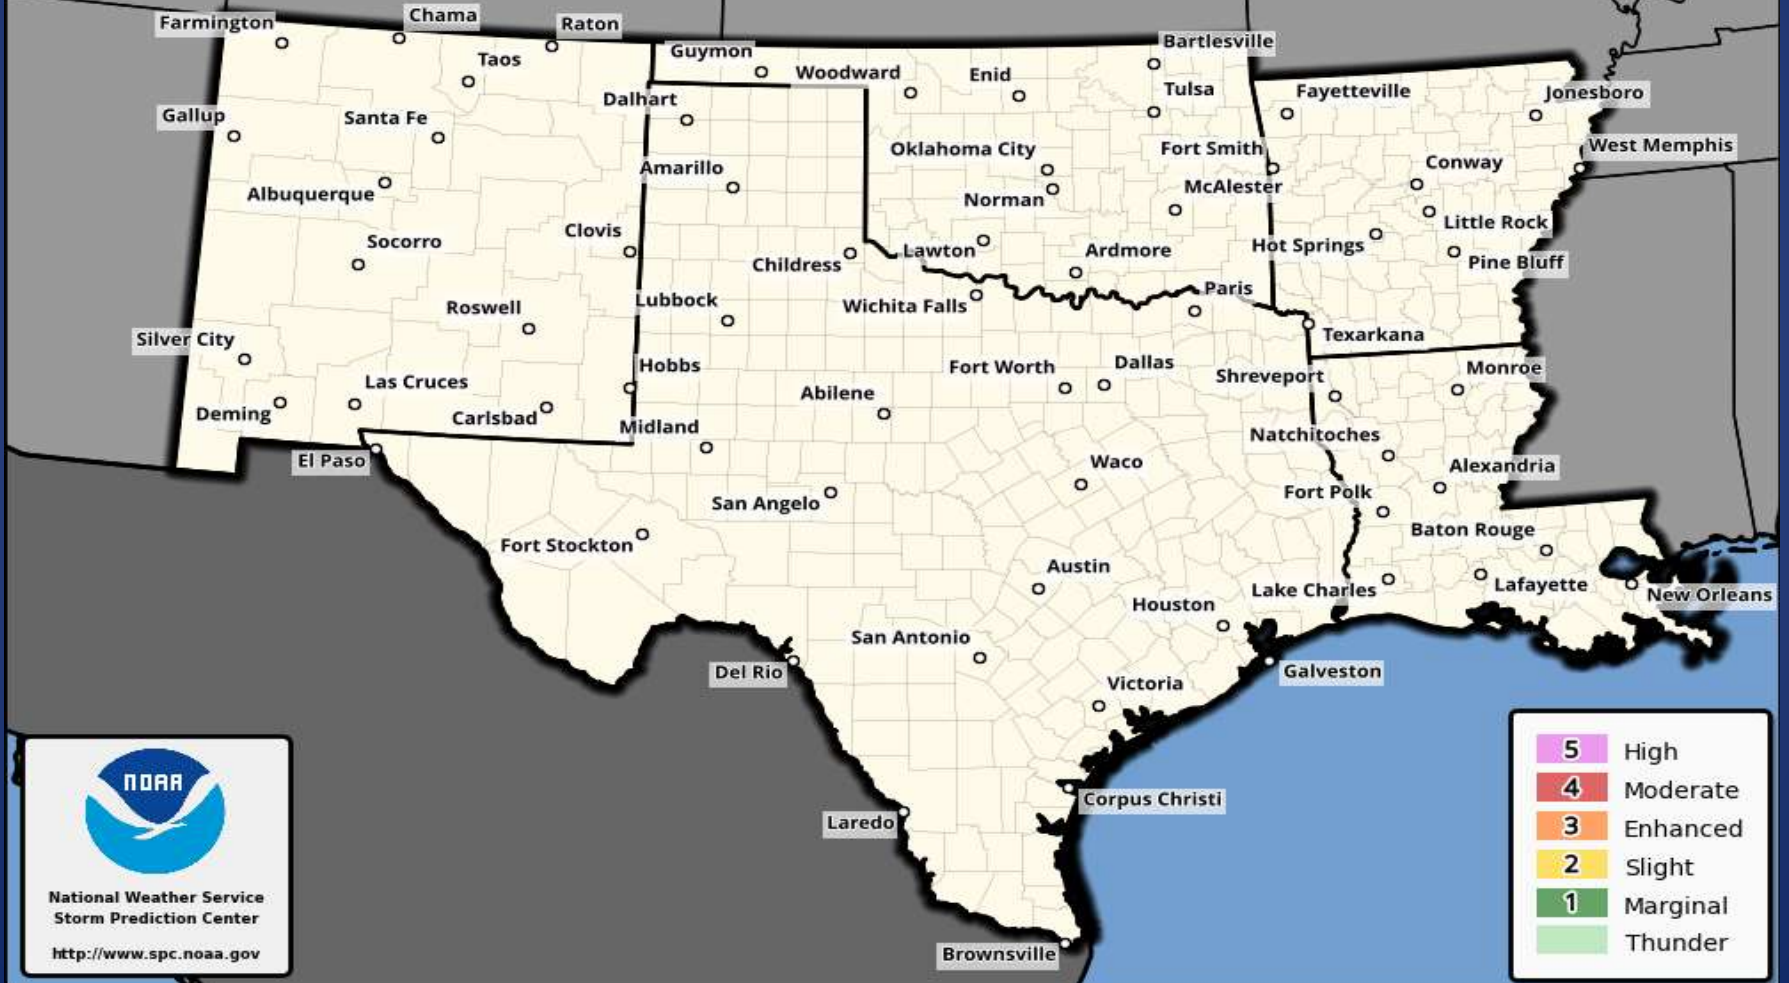 Farmington
Chama
Raton
Taos
Guymon
Woodward
Enid
Bartlesville
Tulsa
Fayetteville
Jonesboro
Dalhart
Gallup
Santa Fe
Oklahoma City
Fort Smith
West Memphis
Conway
Amarillo
Albuquerque
Norman
McAlester
Little Rock
Clovis
Socorro
Lawton
Ardmore
Hot Springs
Pine Bluff
Childress
Paris
Roswell
Lubbock
Wichita Falls
Texarkana
Silver City
Hobbs
Fort Worth
Dallas
Shreveport
Monroe
Las Cruces
Abilene
Deming
Carlsbad
Midland
Natchitoches
El Paso
Waco
Alexandria
San Angelo
Fort Polk
Baton Rouge
Fort Stockton
Austin
Lake Charles
Lafayette
New Orleans
Houston
San Antonio
Del Rio
Galveston
Victoria
Corpus Christi
Laredo
Brownsville
NOAA
National Weather Service
Storm Prediction Center
http://www.spc.noaa.gov
5 High
4 Moderate
3 Enhanced
2 Slight
1 Marginal
Thunder